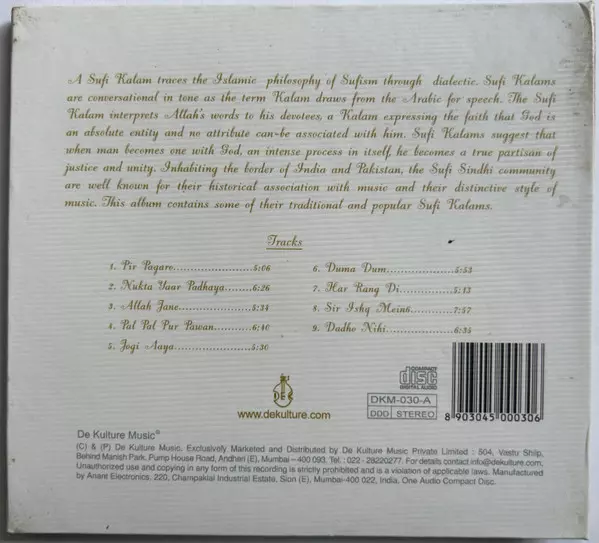 A Sufi Kalam traces the Islamic philosophy of Sufism through dialectic. Sufi Kalams
are conversational in tone as the term Kalam draws from the Arabic for speech. The Sufi
Kalam interprets Allah's words to his devotees, a Kalam expressing the faith that God is
an absolute entity and no attribute can be associated with him. Sufi Kalams suggest that
when man becomes one with God, an intense process in itself, he becomes a true partisan of
justice and unity. Inhabiting the border of India and Pakistan, the Sufi Sindhi community
are well known for their historical association with music and their distinctive style of
music. This album contains some of their traditional and popular Sufi Kalams.
Tracks
1. Pir Pagare........................5:06
2. Nukta Yaar Padhaya........6:26
3. Allah Jane......................5:34
4. Pal Pal Pur Pawan..........6:40
5. Jogi Aaya.......................5:36
6. Duma Dum.....................5:53
7. Har Rang Di..................5:13
8. Sir Ishq Mein6...............7:57
9. Dadho Nihi....................6:35
DEK
www.dekulture.com
COMPACT
disc
DIGITAL AUDIO
DKM-030-A
DDD STEREO
8 903045 000306
De Kulture Music®
(C) & (P) De Kulture Music. Exclusively Marketed and Distributed by De Kulture Music Private Limited : 504, Vastu Shilp,
Behind Manish Park, Pump House Road, Andheri (E), Mumbai-400 093, Tel.: 022 - 28220277. For details contact info@dekulture.com,
Unauthorized use and copying in any form of this recording is strictly prohibited and is a violation of applicable laws. Manufactured
by Anant Electronics, 220, Champaklal Industrial Estate, Sion (E), Mumbai-400 022, India. One Audio Compact Disc.